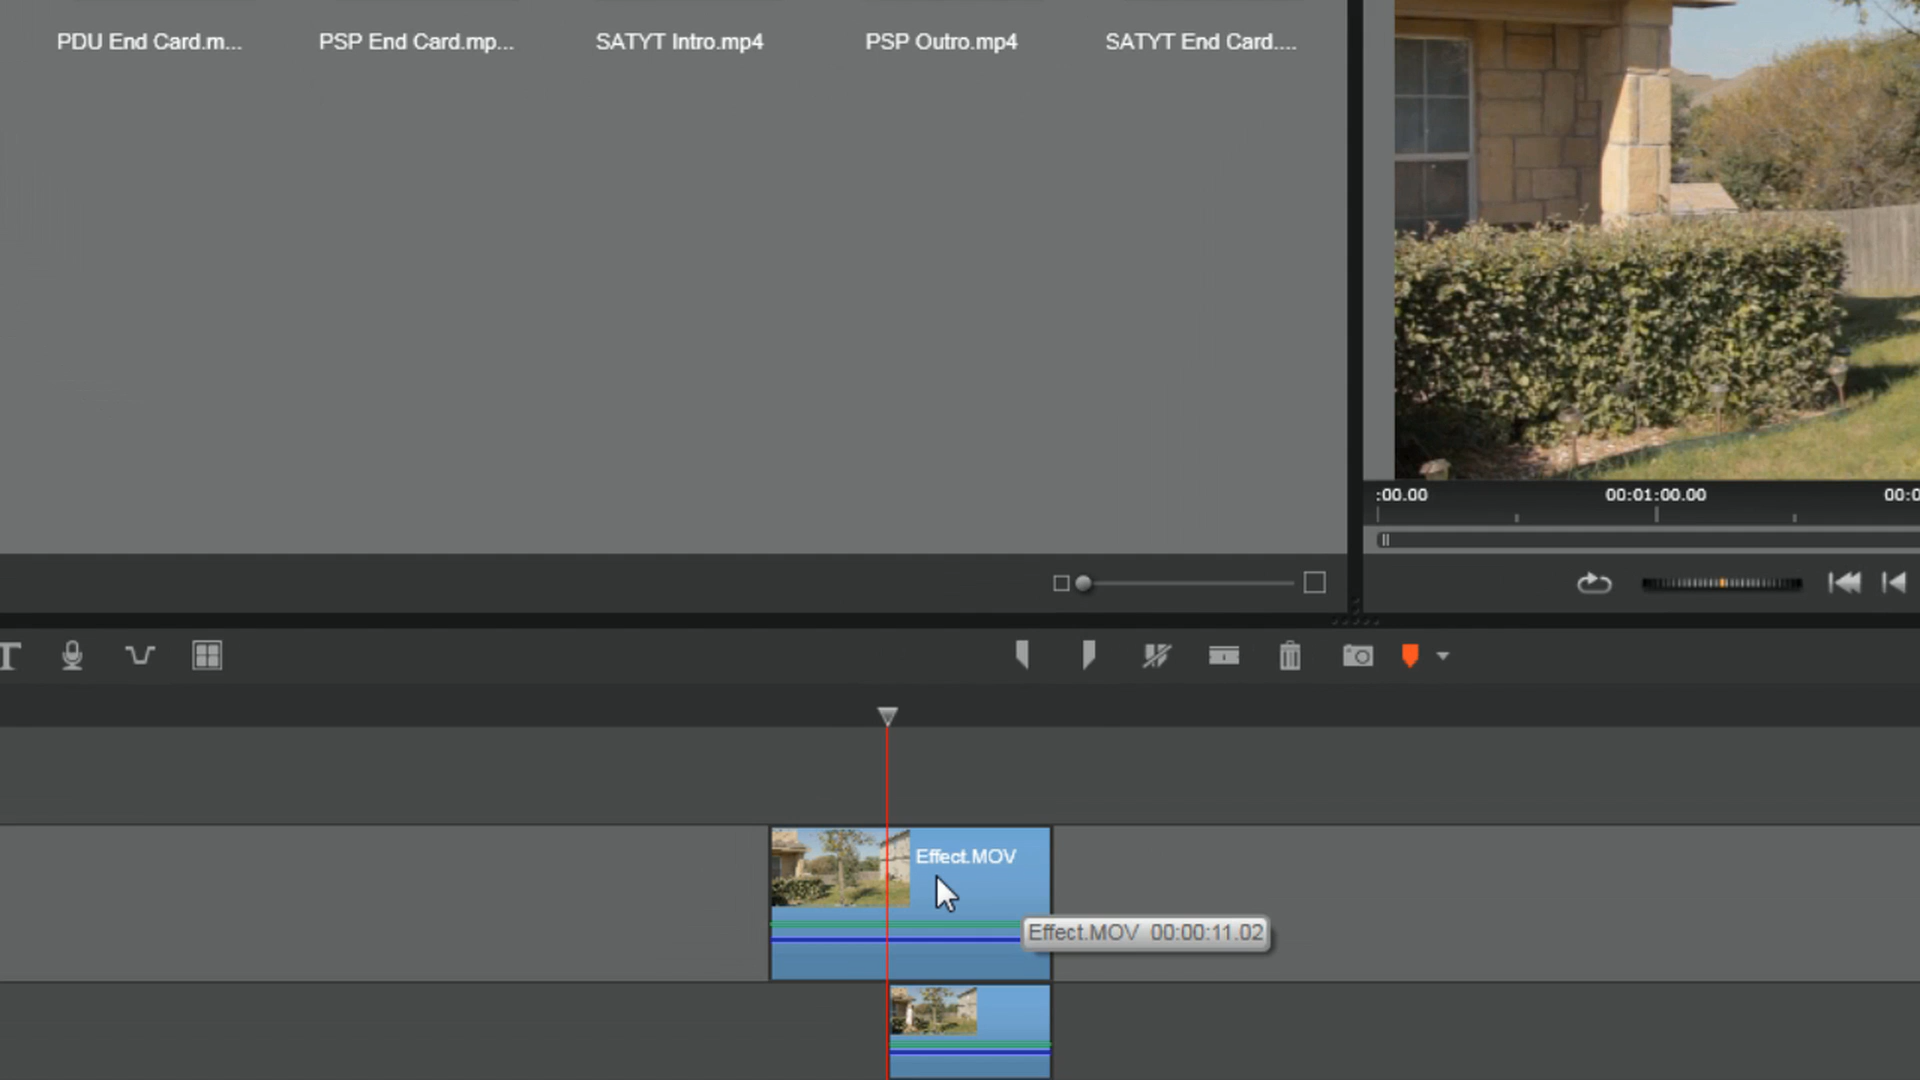 PDU End Card.m...
PSP End Card.mp...
SATYT Intro.mp4
PSP Outro.mp4
SATYT End Card....
:00.00
00:01:00.00
00:0
T
Effect.MOV
Effect.MOV 00:00:11.02